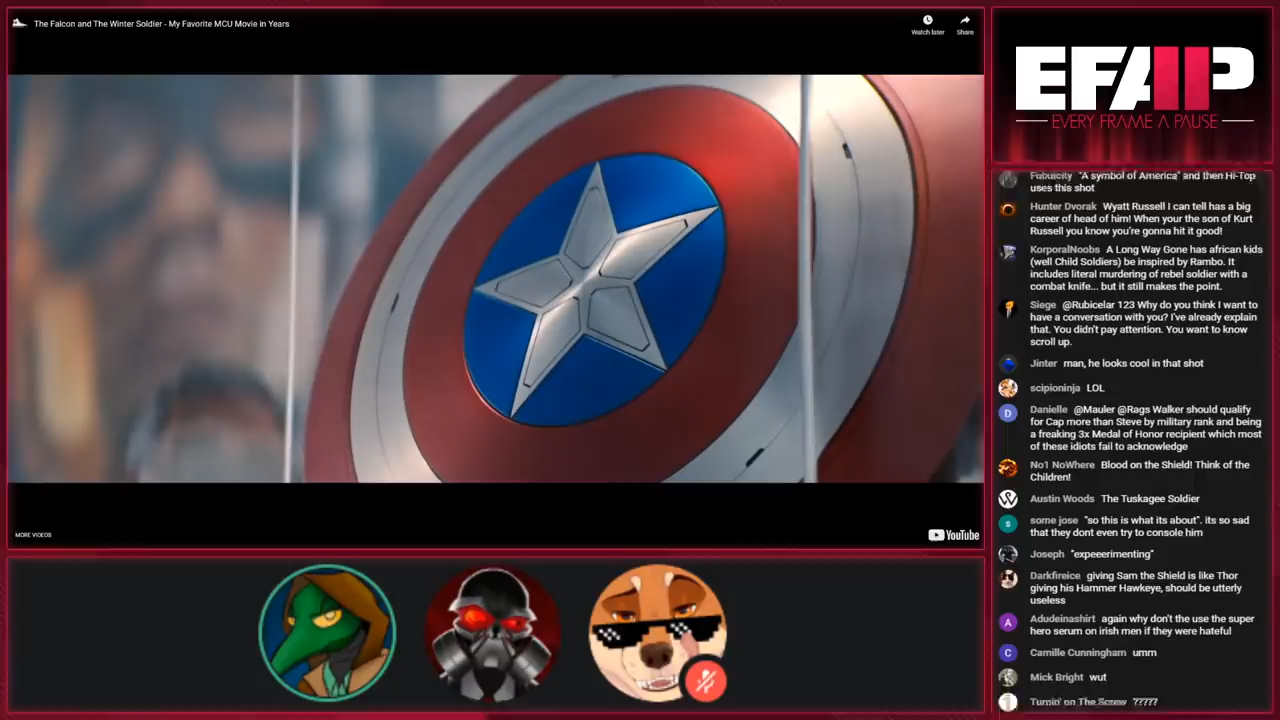 The Falcon and The Winter Soldier - My Favorite MCU Movie in Years
Watch later
Share
MORE VIDEOS
YouTube
EFAP
EVERY FRAME A PAUSE
Fubuicity "A symbol of America" and then Hi-Top
uses this shot
Hunter Dvorak Wyatt Russell I can tell has a big
career of head of him! When your the son of Kurt
Russell you know you're gonna hit it good!
KorporalNoobs A Long Way Gone has african kids
(well Child Soldiers) be inspired by Rambo. It
includes literal murdering of rebel soldier with a
combat knife... but it still makes the point.
Siege @Rubicelar 123 Why do you think I want to
have a conversation with you? I've already explain
that. You didn't pay attention. You want to know
scroll up.
Jinter man, he looks cool in that shot
scipioninja LOL
D
Danielle @Mauler @Rags Walker should qualify
for Cap more than Steve by military rank and being
a freaking 3x Medal of Honor recipient which most
of these idiots fail to acknowledge
No1 NoWhere Blood on the Shield! Think of the
Children!
Austin Woods The Tuskagee Soldier
s
some jose "so this is what its about". its so sad
that they dont even try to console him
Joseph "expeeerimenting"
Darkfireice giving Sam the Shield is like Thor
giving his Hammer Hawkeye, should be utterly
useless
A
Adudeinashirt again why don't the use the super
hero serum on irish men if they were hateful
C
Camille Cunningham umm
Mick Bright wut
Turnin' on The Screw ?????